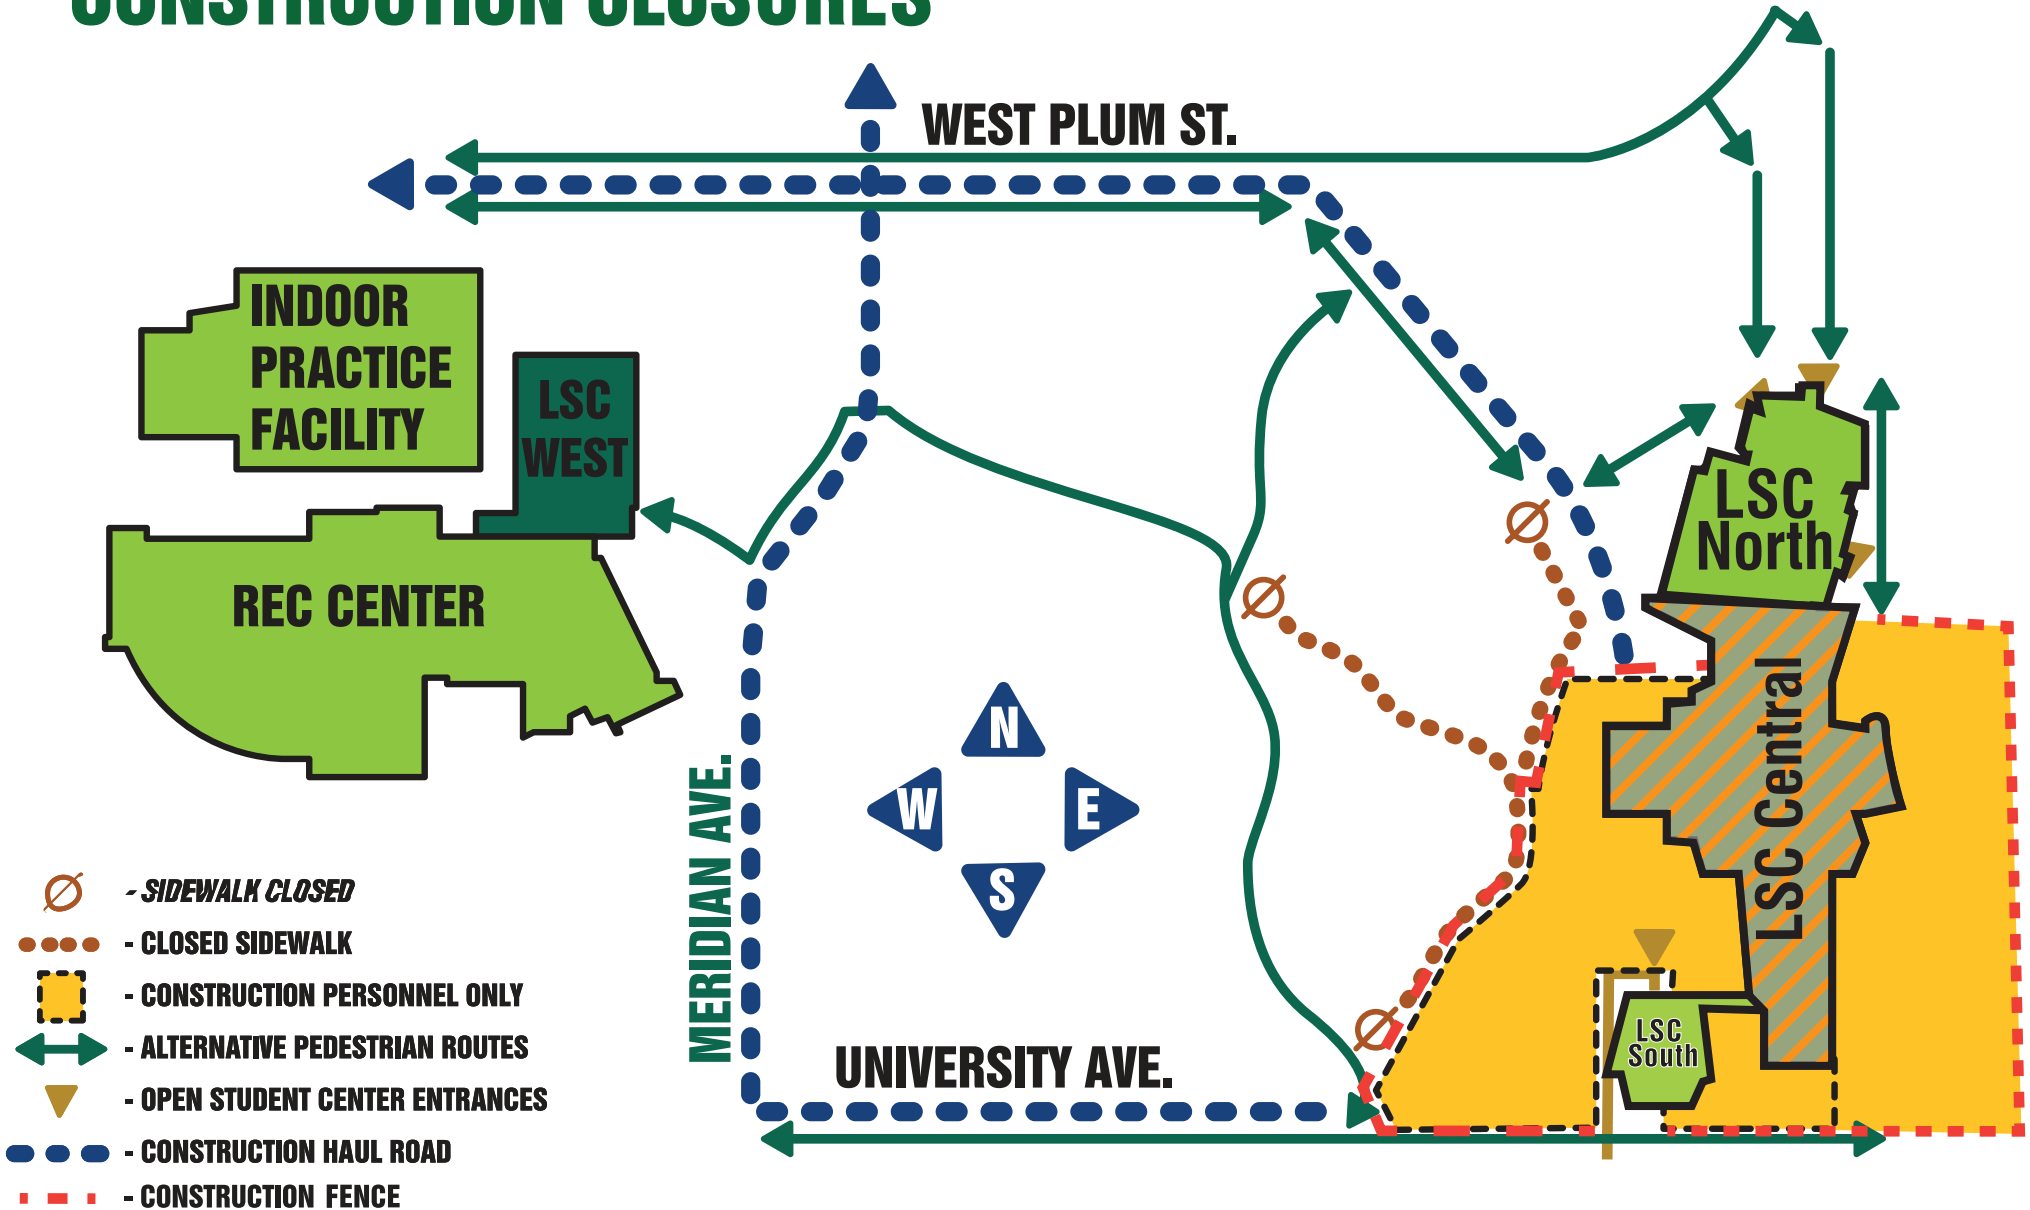 CONSTRUCTION CLOSURES
WEST PLUM ST.
INDOOR
PRACTICE
FACILITY
LSC
WEST
REC CENTER
LSC
North
LSC Central
LSC
South
N
W
E
S
MERIDIAN AVE.
UNIVERSITY AVE.
- SIDEWALK CLOSED
- CLOSED SIDEWALK
- CONSTRUCTION PERSONNEL ONLY
- ALTERNATIVE PEDESTRIAN ROUTES
- OPEN STUDENT CENTER ENTRANCES
- CONSTRUCTION HAUL ROAD
- CONSTRUCTION FENCE